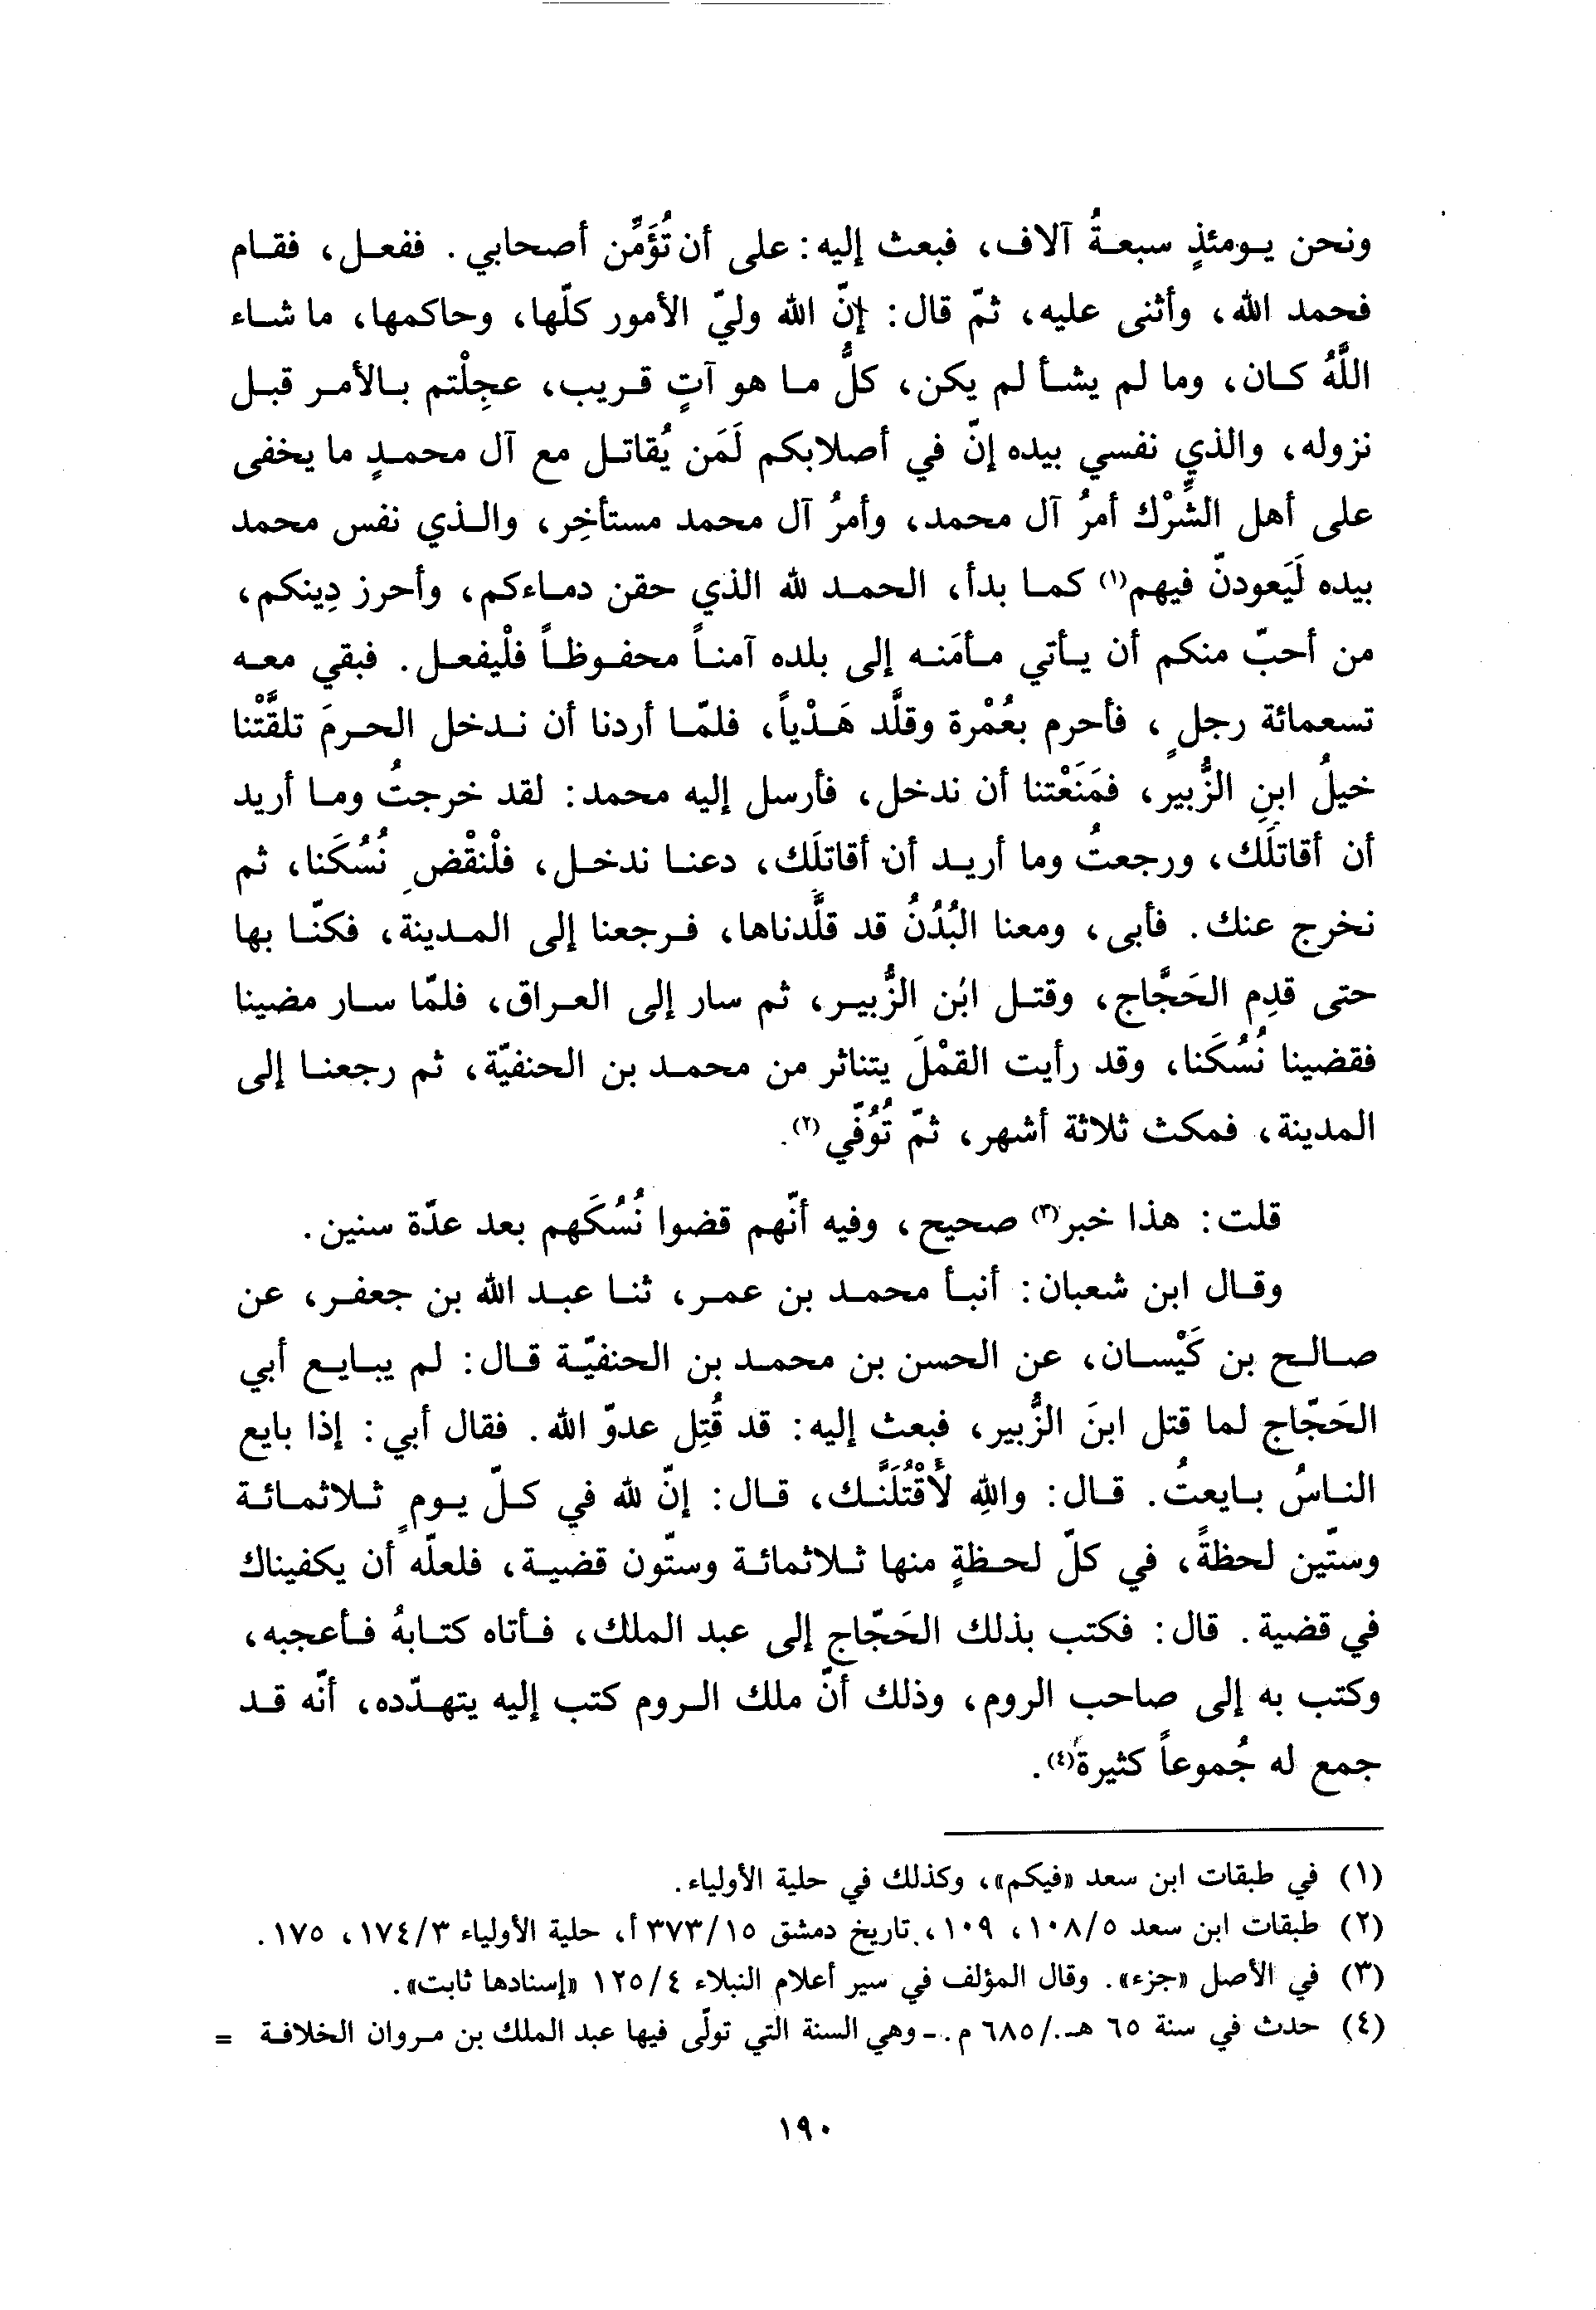 ونحن يومئذٍ سبعةُ آلاف، فبعث إليه: على أن تُؤَمِّن أصحابي. ففعل، فقام
فحمد الله، وأثنى عليه، ثمّ قال: إنّ الله وليّ الأمور كلّها، وحاكمها، ما شاء
اللَّهُ كان، وما لم يشأ لم يكن، كلُّ ما هو آتٍ قريب، عجِلْتم بالأمر قبل
نزوله، والذي نفسي بيده إنّ في أصلابكم لَمَن يُقاتل مع آل محمدٍ ما يخفى
على أهل الشِّرْك أمرُ آل محمد، وأمرُ آل محمد مستأخِر، والذي نفس محمد
بيده لَيَعودنّ فيهم(١) كما بدأ، الحمد لله الذي حقن دماءكم، وأحرز دِينكم،
من أحبّ منكم أن يأتي مأمَنه إلى بلده آمناً محفوظاً فلْيفعل. فبقي معه
تسعمائة رجلٍ، فأحرم بعُمْرة وقلَّد هَدْياً، فلمّا أردنا أن ندخل الحرمَ تلقَّتْنا
خيلُ ابنِ الزُّبير، فمَنَعْتنا أن ندخل، فأرسل إليه محمد: لقد خرجتُ وما أريد
أن أقاتلَك، ورجعتُ وما أريد أن أقاتلَك، دعنا ندخل، فلْنقْضِ نُسُكَنا، ثم
نخرج عنك. فأبى، ومعنا البُدُنُ قد قلَّدناها، فرجعنا إلى المدينة، فكنّا بها
حتى قدِم الحَجَّاج، وقتل ابُن الزُّبير، ثم سار إلى العراق، فلمّا سار مضينا
فقضينا نُسُكَنا، وقد رأيت القمْلَ يتناثر من محمد بن الحنفيّة، ثم رجعنا إلى
المدينة، فمكث ثلاثة أشهر، ثمّ تُوُفّي(٢).
قلت: هذا خبر(٣) صحيح، وفيه أنّهم قضوا نُسُكَهم بعد عدّة سنين.
وقال ابن شعبان: أنبأ محمد بن عمر، ثنا عبد الله بن جعفر، عن
صالح بن كَيْسان، عن الحسن بن محمد بن الحنفيّة قال: لم يبايع أبي
الحَجّاج لما قتل ابنَ الزُّبير، فبعث إليه: قد قُتِل عدوّ الله. فقال أبي: إذا بايع
الناسُ بايعتُ. قال: واللهِ لأَقْتُلَنَّك، قال: إنّ لله في كلّ يومٍ ثلاثمائة
وستّين لحظةً، في كلّ لحظةٍ منها ثلاثمائة وستّون قضية، فلعلّه أن يكفيناك
في قضية. قال: فكتب بذلك الحَجّاج إلى عبد الملك، فأتاه كتابهُ فأعجبه،
وكتب به إلى صاحب الروم، وذلك أنّ ملك الروم كتب إليه يتهدّده، أنّه قد
جمع له جُموعاً كثيرة(٤).
(١) في طبقات ابن سعد «فيكم»، وكذلك في حلية الأولياء.
(٢) طبقات ابن سعد ١٠٨/٥، ١٠٩، تاريخ دمشق ٣٧٣/١٥ أ، حلية الأولياء ١٧٤/٣، ١٧٥.
(٣) في الأصل «جزء». وقال المؤلف في سير أعلام النبلاء ١٢٥/٤ «إسنادها ثابت».
(٤) حدث في سنة ٦٥ هـ./٦٨٥ م. - وهي السنة التي تولّى فيها عبد الملك بن مروان الخلافة =
١٩٠